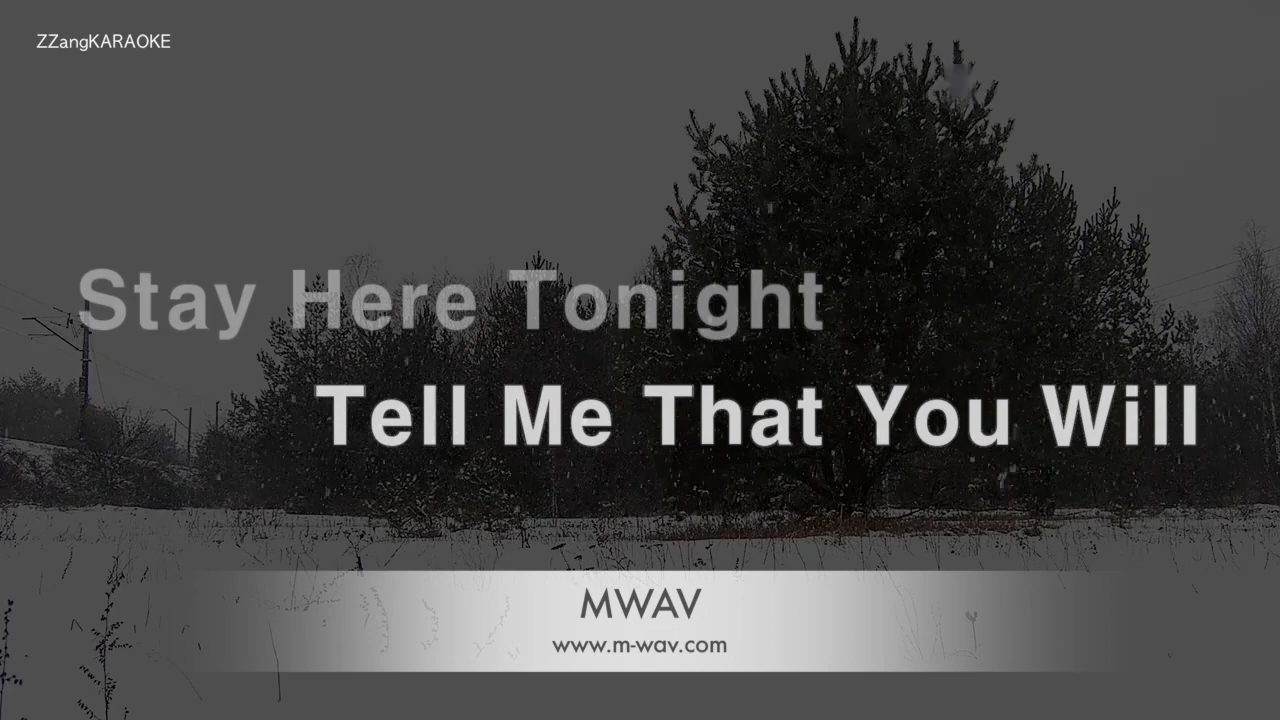 ZZangKARAOKE
Stay Here Tonight
Tell Me That You Will
MWAV
www.m-wav.com